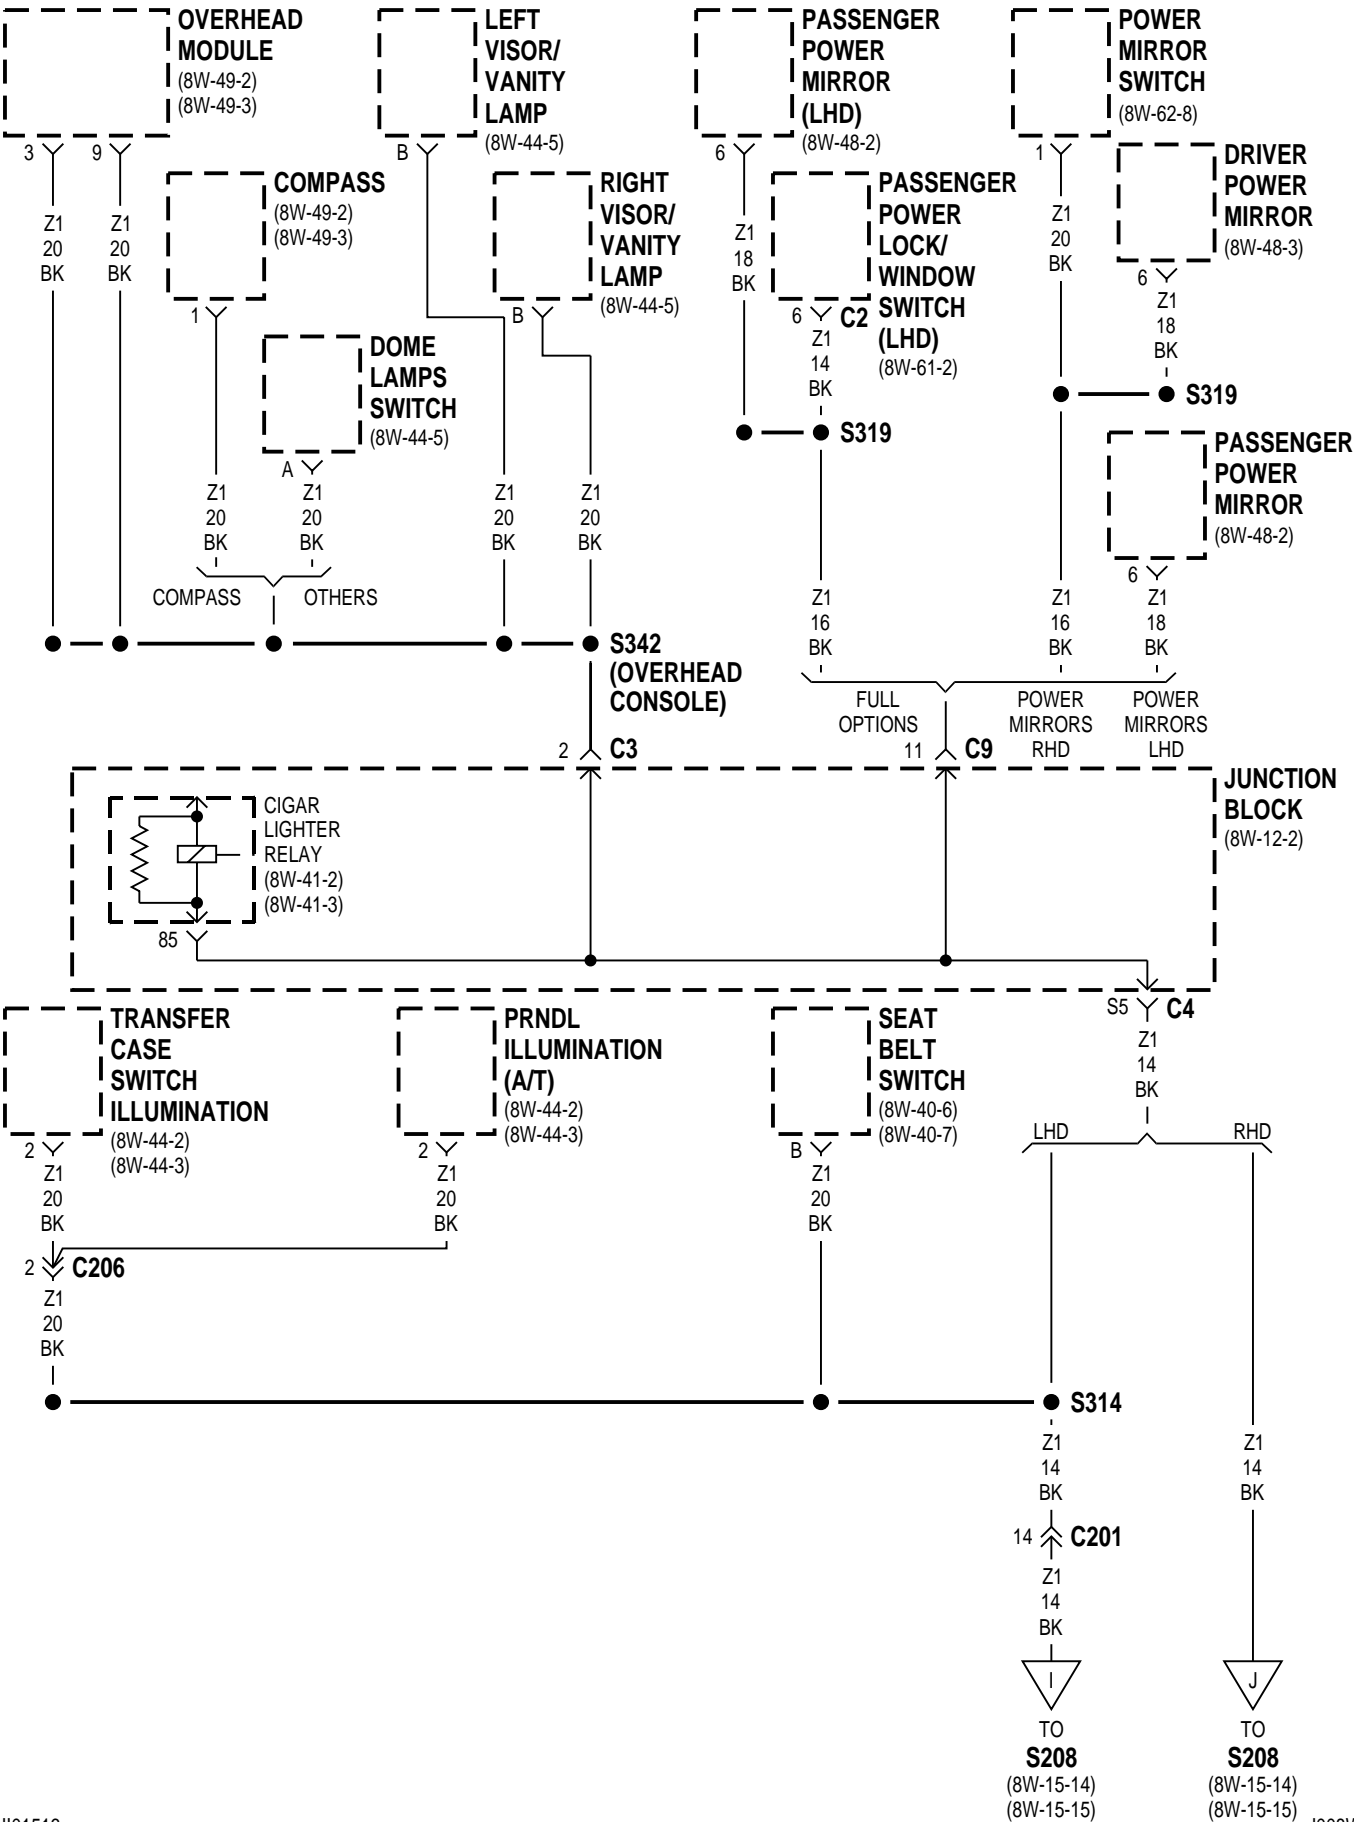 OVERHEAD
MODULE
(8W-49-2)
(8W-49-3)
LEFT
VISOR/
VANITY
LAMP
(8W-44-5)
PASSENGER
POWER
MIRROR
(LHD)
(8W-48-2)
POWER
MIRROR
SWITCH
(8W-62-8)
3
9
B
6
1
COMPASS
(8W-49-2)
(8W-49-3)
RIGHT
VISOR/
VANITY
LAMP
(8W-44-5)
PASSENGER
POWER
LOCK/
WINDOW
SWITCH
(LHD)
(8W-61-2)
DRIVER
POWER
MIRROR
(8W-48-3)
Z1
20
BK
Z1
20
BK
Z1
18
BK
Z1
20
BK
1
B
6
C2
6
Z1
14
BK
Z1
18
BK
DOME
LAMPS
SWITCH
(8W-44-5)
A
S319
S319
PASSENGER
POWER
MIRROR
(8W-48-2)
6
Z1
20
BK
Z1
20
BK
Z1
20
BK
Z1
20
BK
COMPASS
OTHERS
Z1
16
BK
Z1
16
BK
Z1
18
BK
S342
(OVERHEAD
CONSOLE)
FULL
OPTIONS
POWER
MIRRORS
RHD
POWER
MIRRORS
LHD
2
C3
11
C9
JUNCTION
BLOCK
(8W-12-2)
CIGAR
LIGHTER
RELAY
(8W-41-2)
(8W-41-3)
85
S5
C4
TRANSFER
CASE
SWITCH
ILLUMINATION
(8W-44-2)
(8W-44-3)
PRNDL
ILLUMINATION
(A/T)
(8W-44-2)
(8W-44-3)
SEAT
BELT
SWITCH
(8W-40-6)
(8W-40-7)
Z1
14
BK
LHD
RHD
2
2
B
Z1
20
BK
Z1
20
BK
Z1
20
BK
2
C206
Z1
20
BK
S314
Z1
14
BK
Z1
14
BK
14
C201
Z1
14
BK
I
J
TO
S208
(8W-15-14)
(8W-15-15)
TO
S208
(8W-15-14)
(8W-15-15)